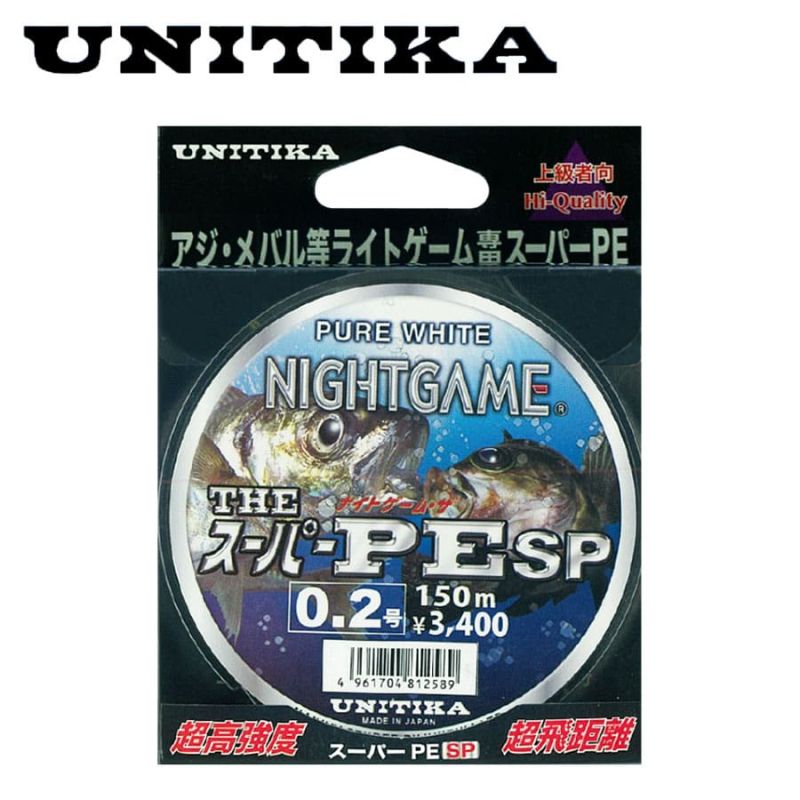 UNITIKA
UNITIKA
上級者向
Hi-Quality
アジ・メバル等ライトゲーム専用スーパーPE
PURE WHITE
NIGHTGAME®
ナイトゲーム・ザ
THE
スーパーPE SP
0.2号
150m
¥3,400
4 961704 812589
UNITIKA
MADE IN JAPAN
超高強度
スーパーPE SP
超飛距離